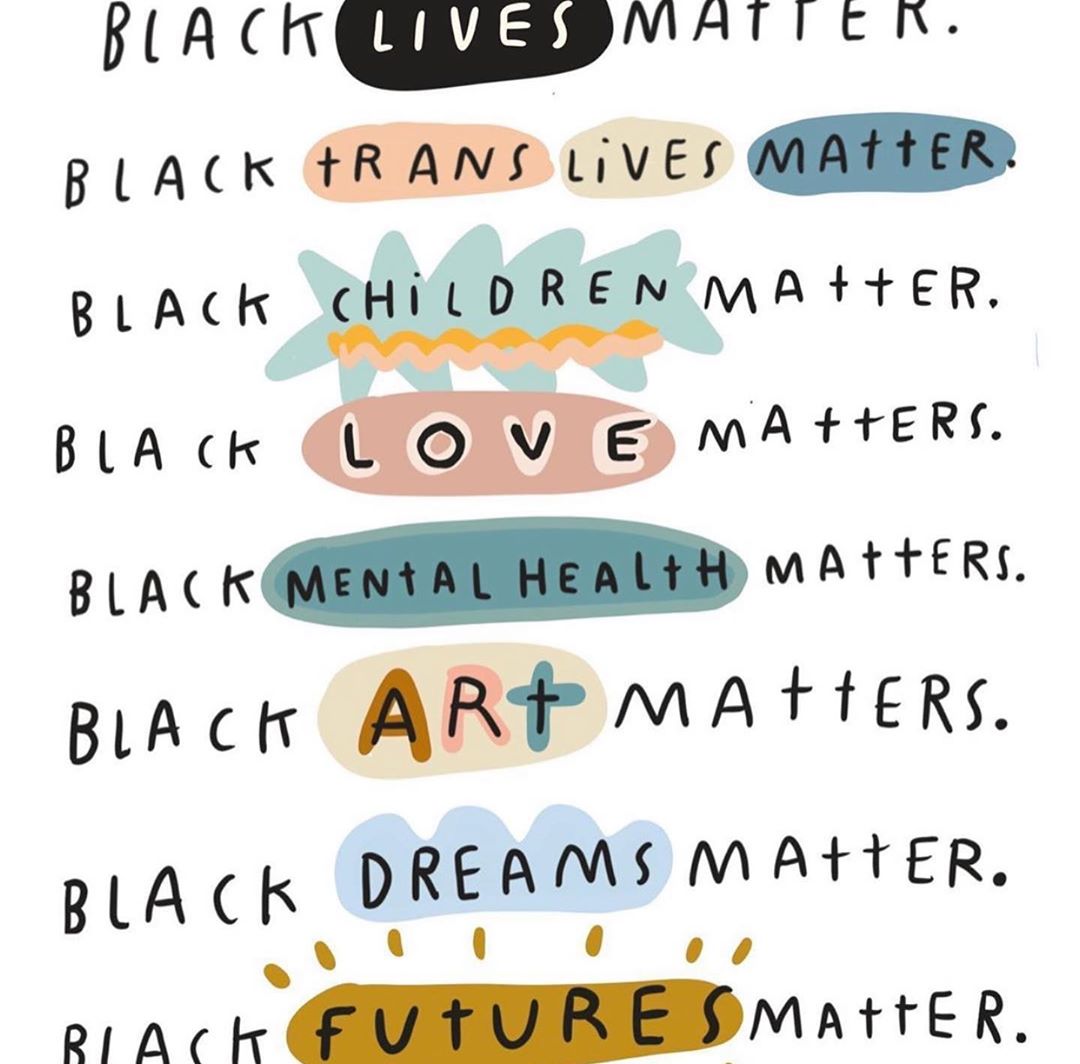 BLACK LIVES MATTER.
BLACK TRANS LIVES MATTER.
BLACK CHILDREN MATTER.
BLACK LOVE MATTERS.
BLACK MENTAL HEALTH MATTERS.
BLACK ART MATTERS.
BLACK DREAMS MATTER.
BLACK FUTURES MATTER.